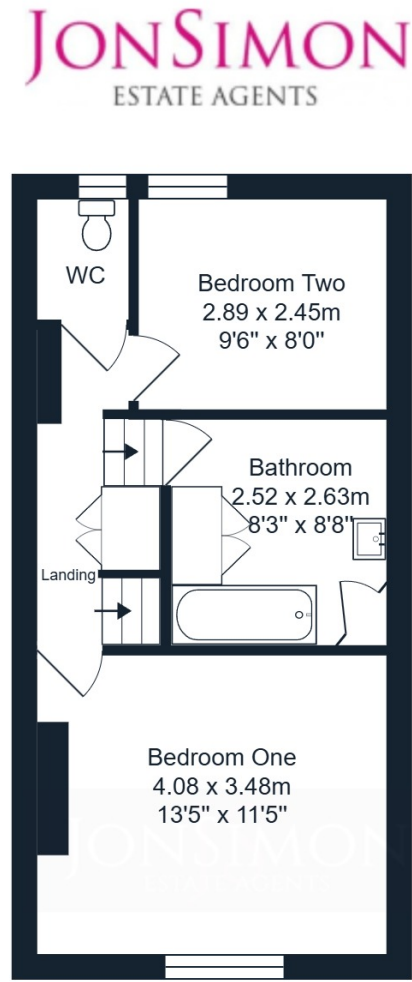 JONSIMON
ESTATE AGENTS
WC
Bedroom Two
2.89 x 2.45m
9'6" x 8'0"
Bathroom
2.52 x 2.63m
8'3" x 8'8"
Landing
Bedroom One
4.08 x 3.48m
13'5" x 11'5"
JONSIMON
ESTATE AGENTS